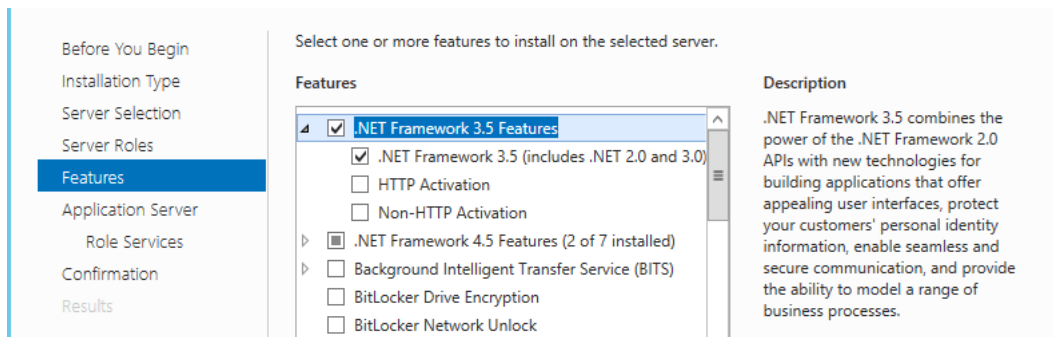 Before You Begin
Installation Type
Server Selection
Server Roles
Features
Application Server
Role Services
Confirmation
Results
Select one or more features to install on the selected server.
Features
.NET Framework 3.5 Features
.NET Framework 3.5 (includes .NET 2.0 and 3.0)
HTTP Activation
Non-HTTP Activation
.NET Framework 4.5 Features (2 of 7 installed)
Background Intelligent Transfer Service (BITS)
BitLocker Drive Encryption
BitLocker Network Unlock
Description
.NET Framework 3.5 combines the
power of the .NET Framework 2.0
APIs with new technologies for
building applications that offer
appealing user interfaces, protect
your customers' personal identity
information, enable seamless and
secure communication, and provide
the ability to model a range of
business processes.